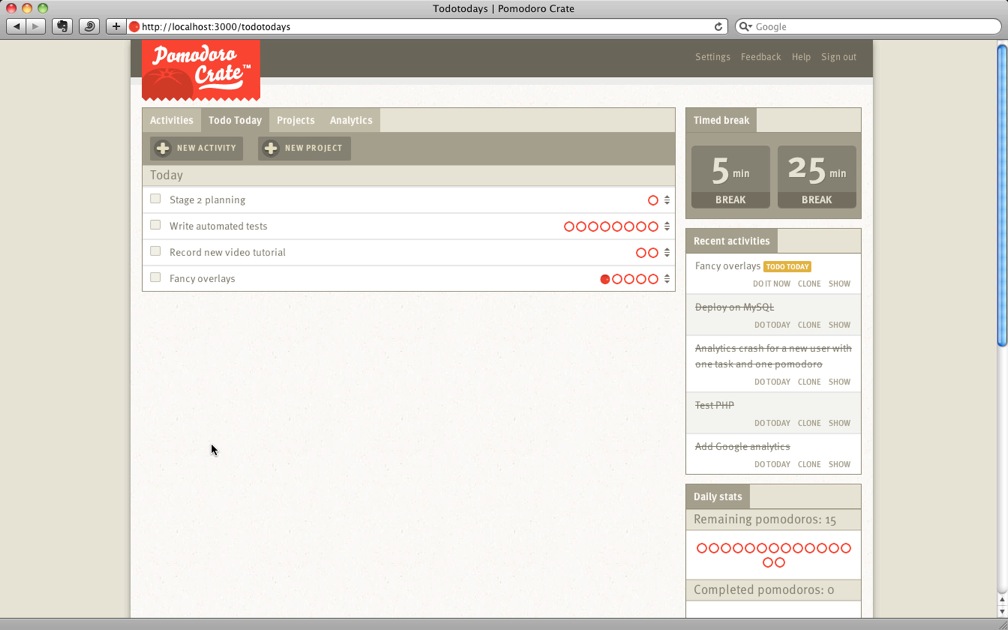 Todotodays | Pomodoro Crate
http://localhost:3000/todotodays
Google
Pomodoro
Crate™
Settings Feedback Help Sign out
Activities Todo Today Projects Analytics
NEW ACTIVITY NEW PROJECT
Today
Stage 2 planning
Write automated tests
Record new video tutorial
Fancy overlays
Timed break
5 min 25 min
BREAK BREAK
Recent activities
Fancy overlays TODO TODAY
DO IT NOW CLONE SHOW
Deploy on MySQL
DO TODAY CLONE SHOW
Analytics crash for a new user with
one task and one pomodoro
DO TODAY CLONE SHOW
Test PHP
DO TODAY CLONE SHOW
Add Google analytics
DO TODAY CLONE SHOW
Daily stats
Remaining pomodoros: 15
Completed pomodoros: 0